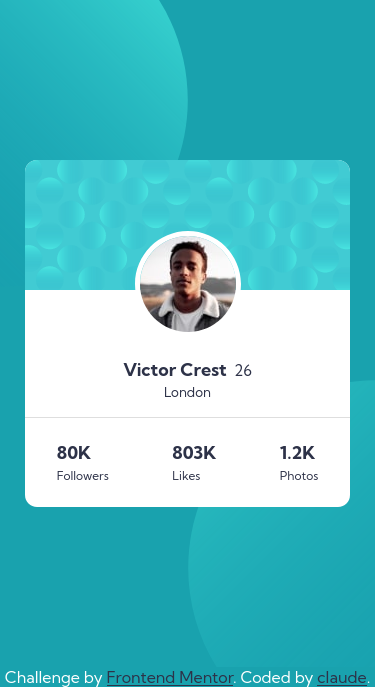 Victor Crest 26
London
80K 803K 1.2K
Followers Likes Photos
Challenge by Frontend Mentor. Coded by claude.